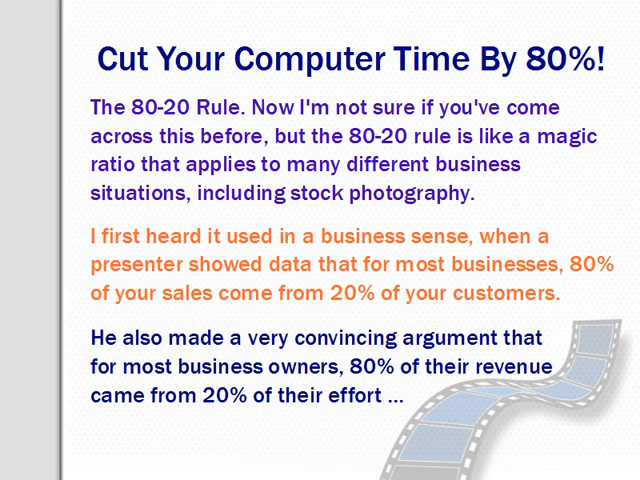 Cut Your Computer Time By 80%!
The 80-20 Rule. Now I'm not sure if you've come
across this before, but the 80-20 rule is like a magic
ratio that applies to many different business
situations, including stock photography.
I first heard it used in a business sense, when a
presenter showed data that for most businesses, 80%
of your sales come from 20% of your customers.
He also made a very convincing argument that
for most business owners, 80% of their revenue
came from 20% of their effort ...